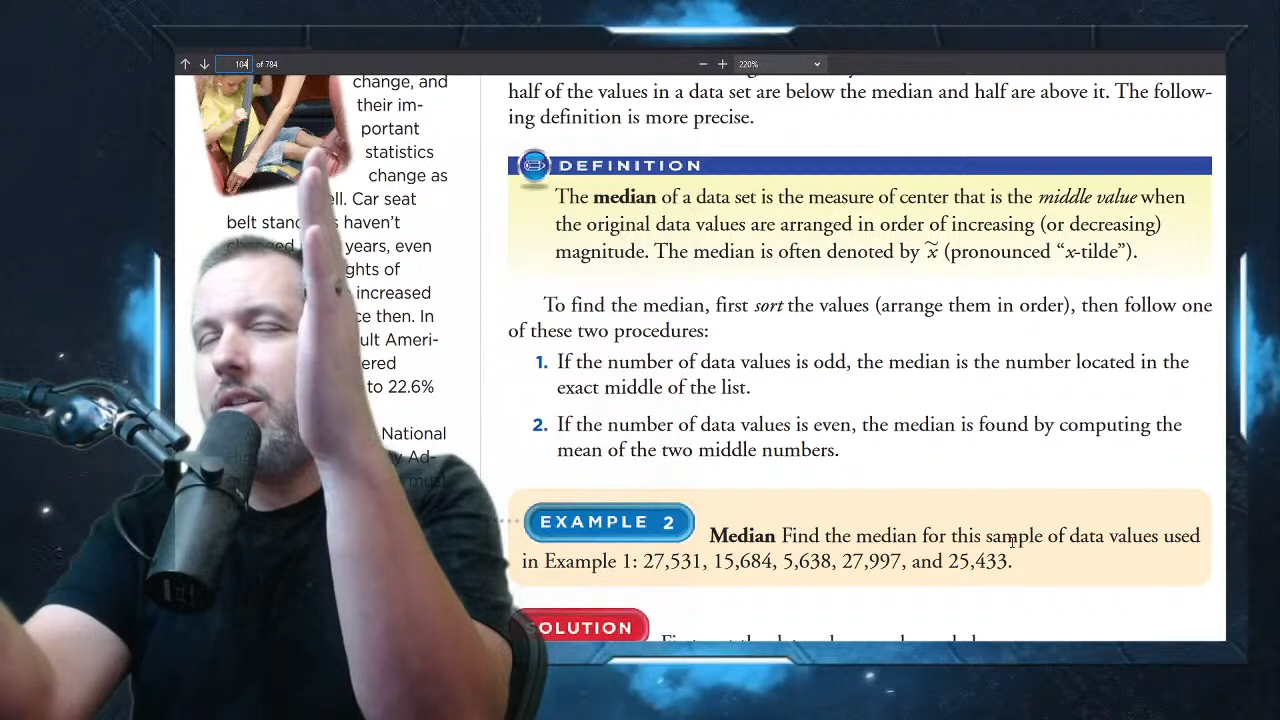 104 of 784
220%
change, and
their im-
portant
statistics
change as
ell. Car seat
belt stan s haven't
years, even
ghts of
increased
ce then. In
ult Ameri-
ered
to 22.6%
National
y Ad-
half of the values in a data set are below the median and half are above it. The follow-
ing definition is more precise.
DEFINITION
The median of a data set is the measure of center that is the middle value when
the original data values are arranged in order of increasing (or decreasing)
magnitude. The median is often denoted by x̃ (pronounced “x-tilde”).
To find the median, first sort the values (arrange them in order), then follow one
of these two procedures:
1. If the number of data values is odd, the median is the number located in the
exact middle of the list.
2. If the number of data values is even, the median is found by computing the
mean of the two middle numbers.
EXAMPLE 2 Median Find the median for this sample of data values used
in Example 1: 27,531, 15,684, 5,638, 27,997, and 25,433.
SOLUTION